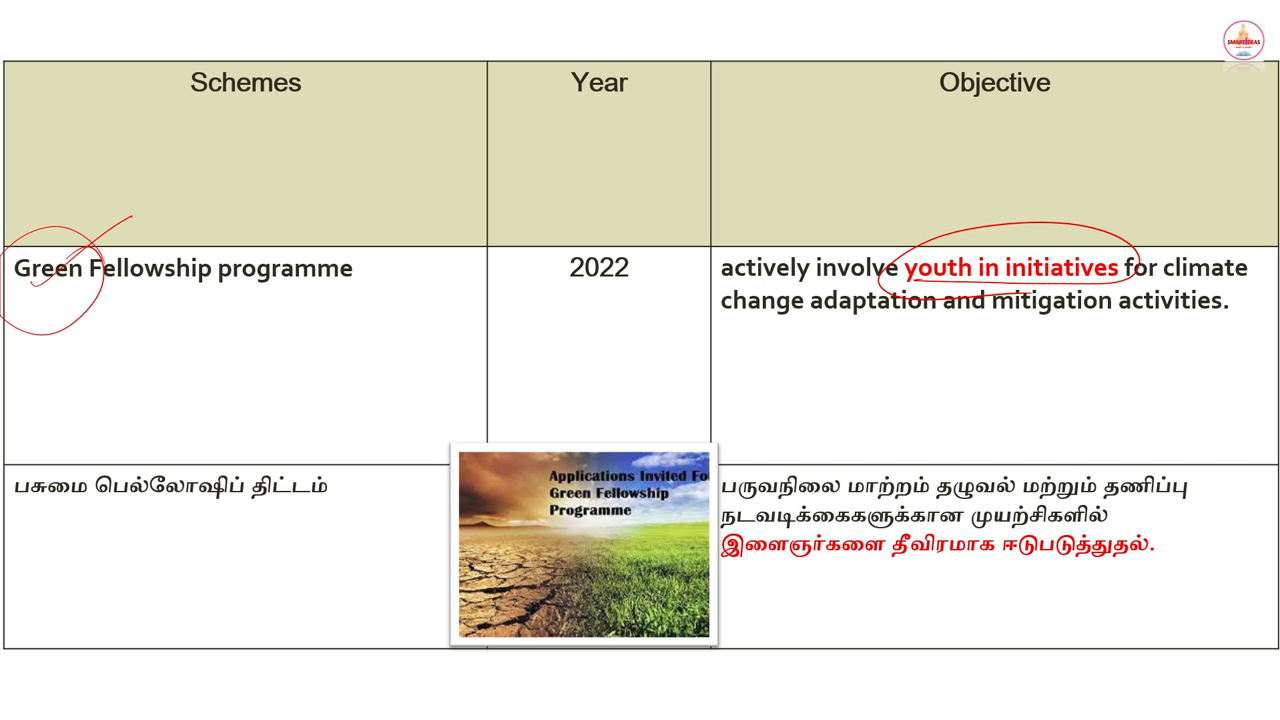 SMART IDEAS
Schemes
Year
Objective
Green Fellowship programme
2022
actively involve youth in initiatives for climate
change adaptation and mitigation activities.
பசுமை பெல்லோஷிப் திட்டம்
Applications Invited Fo
Green Fellowship
Programme
பருவநிலை மாற்றம் தழுவல் மற்றும் தணிப்பு
நடவடிக்கைகளுக்கான முயற்சிகளில்
இளைஞர்களை தீவிரமாக ஈடுபடுத்துதல்.